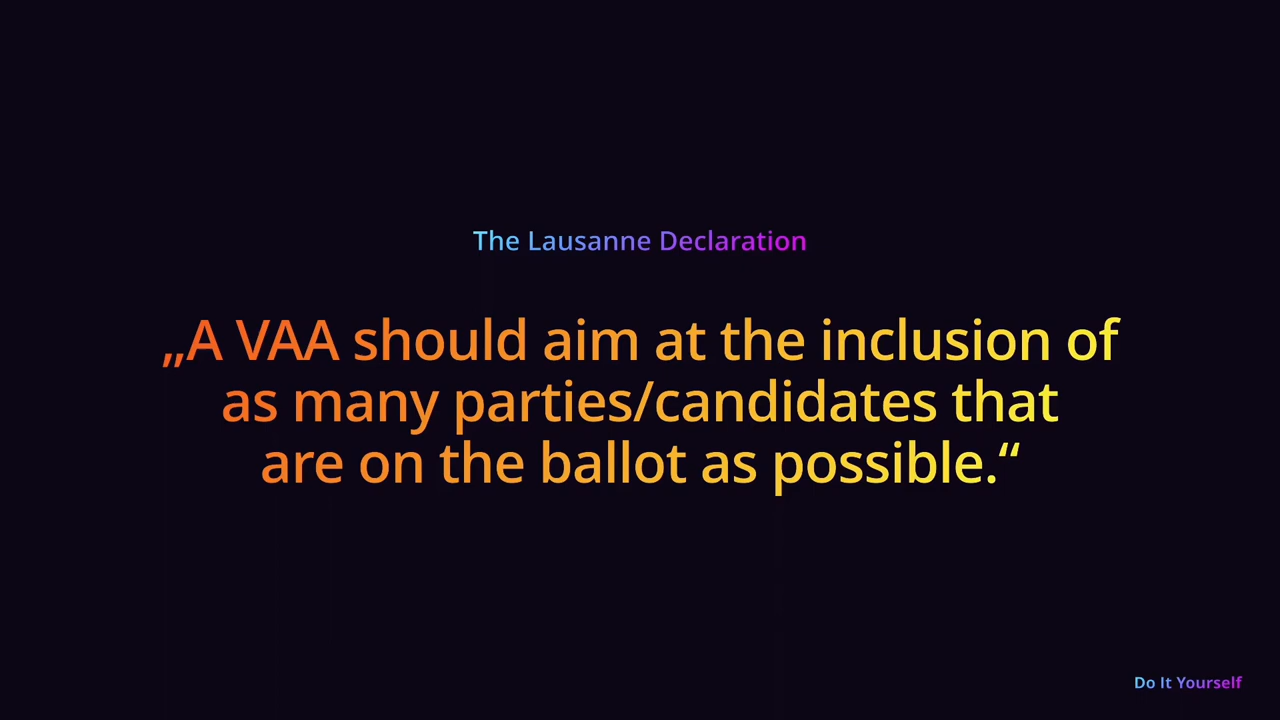 The Lausanne Declaration
„A VAA should aim at the inclusion of
as many parties/candidates that
are on the ballot as possible.“
Do It Yourself